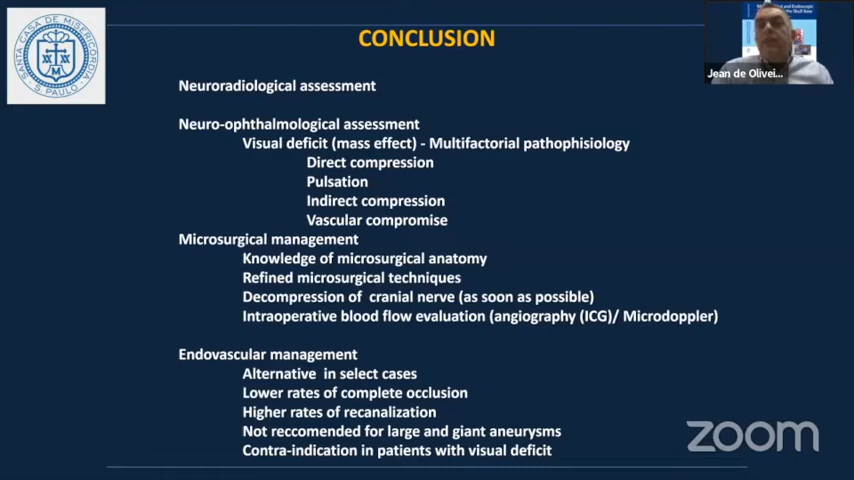 CONCLUSION
SANTA CASA DE MISERICORDIA
S. PAULO
Jean de Olivei...
Neuroradiological assessment
Neuro-ophthalmological assessment
Visual deficit (mass effect) - Multifactorial pathophisiology
Direct compression
Pulsation
Indirect compression
Vascular compromise
Microsurgical management
Knowledge of microsurgical anatomy
Refined microsurgical techniques
Decompression of cranial nerve (as soon as possible)
Intraoperative blood flow evaluation (angiography (ICG)/ Microdoppler)
Endovascular management
Alternative in select cases
Lower rates of complete occlusion
Higher rates of recanalization
Not reccomended for large and giant aneurysms
Contra-indication in patients with visual deficit
zoom